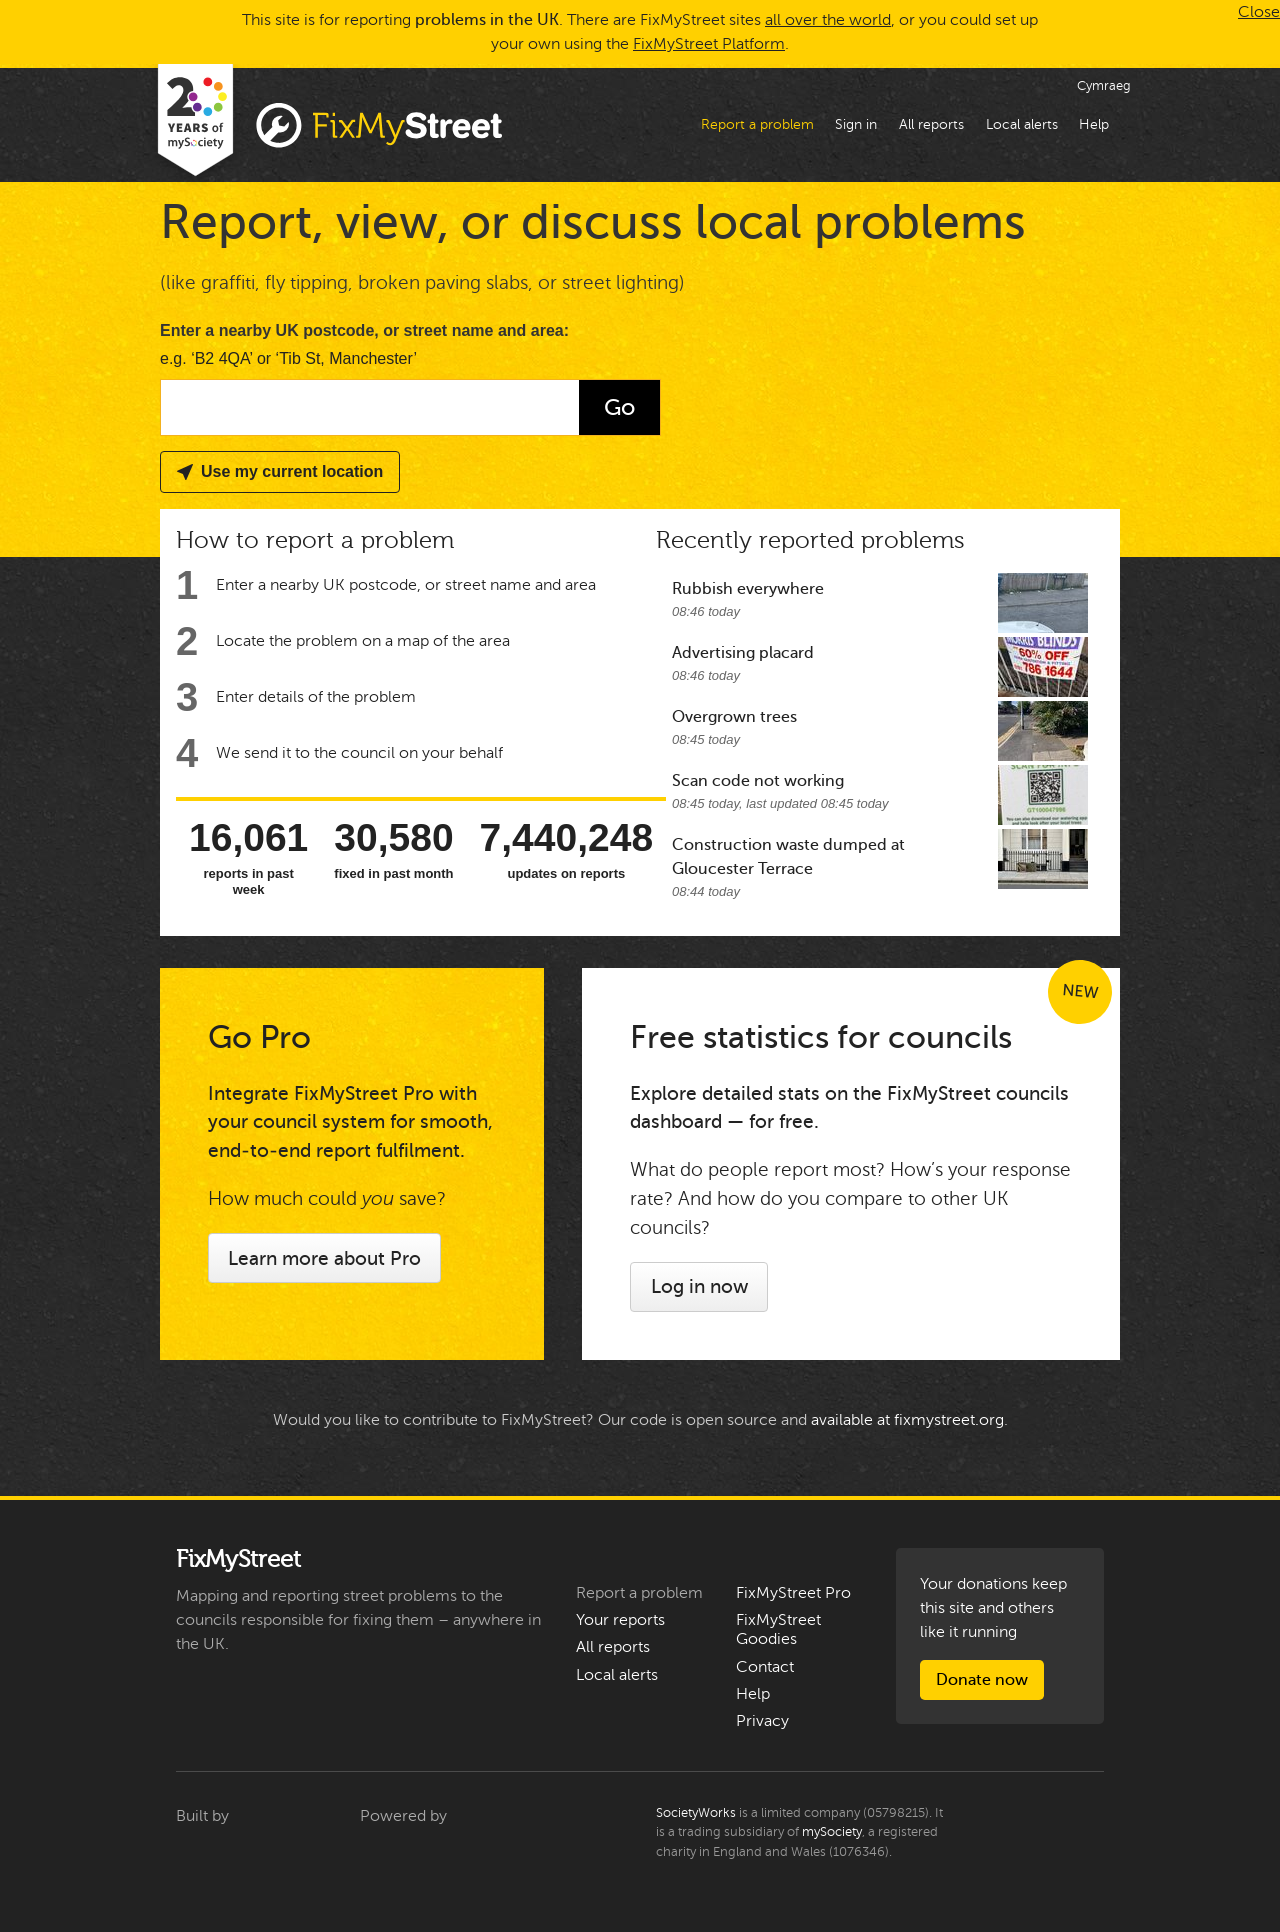 This site is for reporting problems in the UK. There are FixMyStreet sites all over the world, or you could set up
your own using the FixMyStreet Platform.
Close
20
YEARS of
mySociety
FixMyStreet
Cymraeg
Report a problem
Sign in
All reports
Local alerts
Help
Report, view, or discuss local problems
(like graffiti, fly tipping, broken paving slabs, or street lighting)
Enter a nearby UK postcode, or street name and area:
e.g. ‘B2 4QA’ or ‘Tib St, Manchester’
Go
Use my current location
How to report a problem
1 Enter a nearby UK postcode, or street name and area
2 Locate the problem on a map of the area
3 Enter details of the problem
4 We send it to the council on your behalf
16,061
reports in past
week
30,580
fixed in past month
7,440,248
updates on reports
Recently reported problems
Rubbish everywhere
08:46 today
Advertising placard
08:46 today
MORRIS BLINDS
60% OFF
786 1644
Overgrown trees
08:45 today
Scan code not working
08:45 today, last updated 08:45 today
Construction waste dumped at
Gloucester Terrace
08:44 today
Go Pro
Integrate FixMyStreet Pro with
your council system for smooth,
end-to-end report fulfilment.
How much could you save?
Learn more about Pro
NEW
Free statistics for councils
Explore detailed stats on the FixMyStreet councils
dashboard — for free.
What do people report most? How’s your response
rate? And how do you compare to other UK
councils?
Log in now
Would you like to contribute to FixMyStreet? Our code is open source and available at fixmystreet.org.
FixMyStreet
Mapping and reporting street problems to the
councils responsible for fixing them – anywhere in
the UK.
Report a problem
Your reports
All reports
Local alerts
FixMyStreet Pro
FixMyStreet
Goodies
Contact
Help
Privacy
Your donations keep
this site and others
like it running
Donate now
Built by
Powered by
SocietyWorks is a limited company (05798215). It
is a trading subsidiary of mySociety, a registered
charity in England and Wales (1076346).